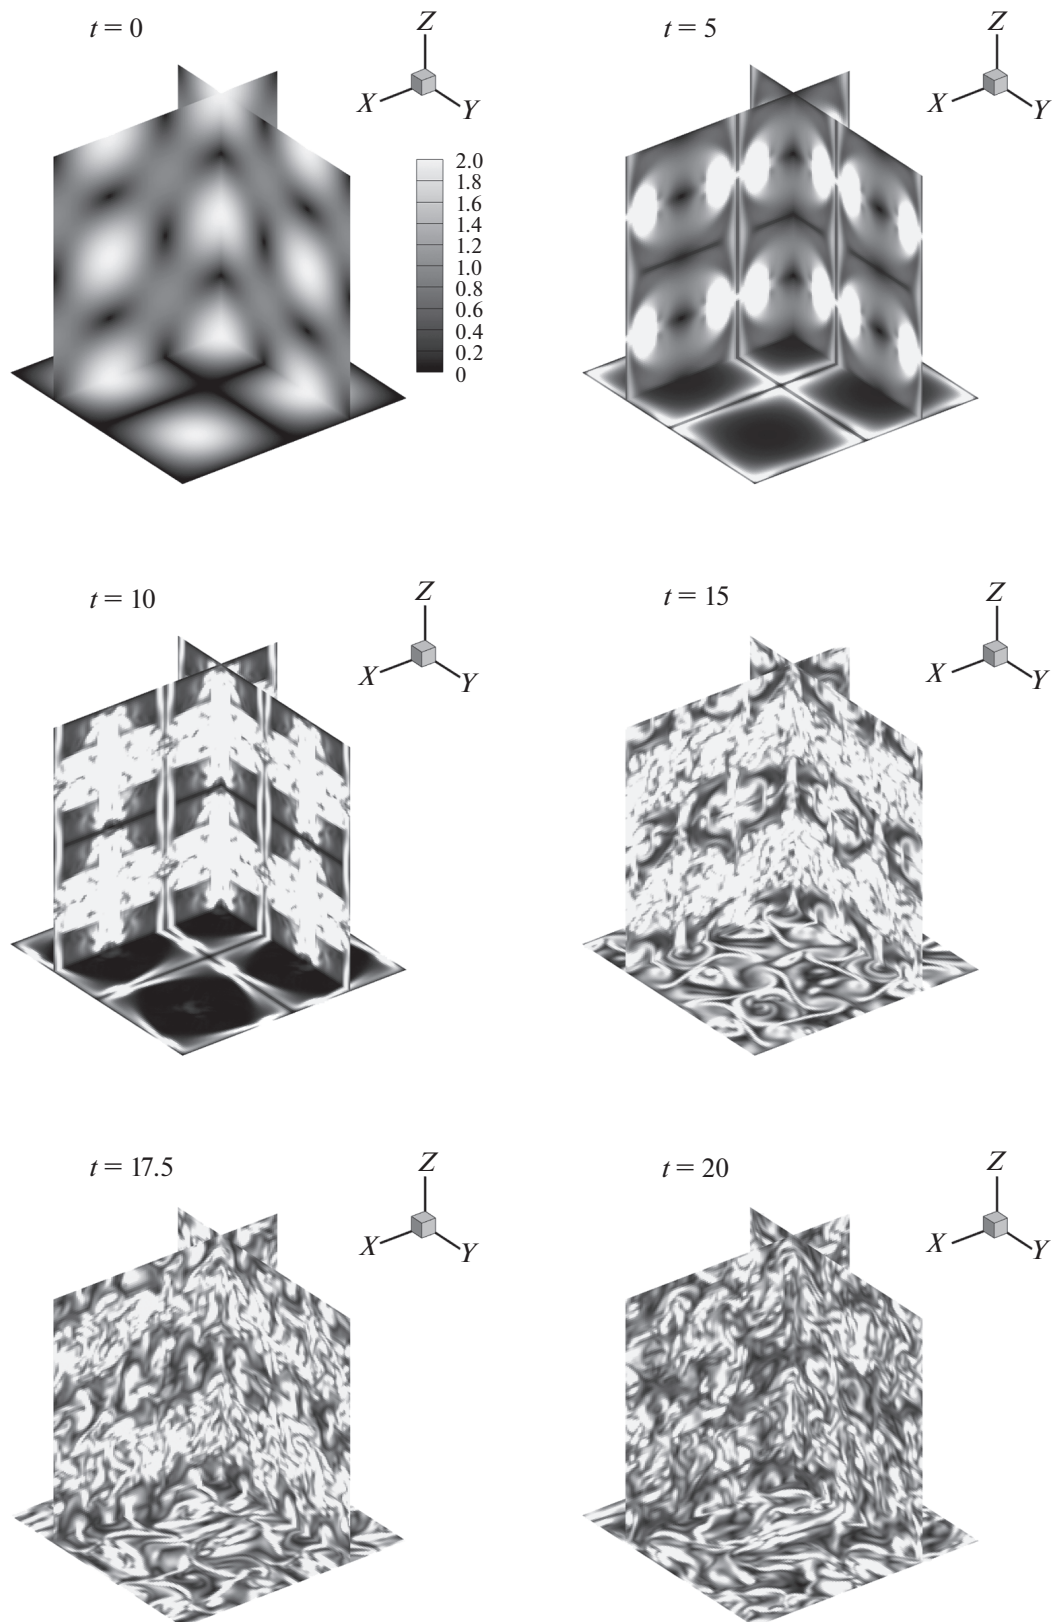 t = 0
Z
X
Y
2.0
1.8
1.6
1.4
1.2
1.0
0.8
0.6
0.4
0.2
0
t = 5
Z
X
Y
t = 10
Z
X
Y
t = 15
Z
X
Y
t = 17.5
Z
X
Y
t = 20
Z
X
Y